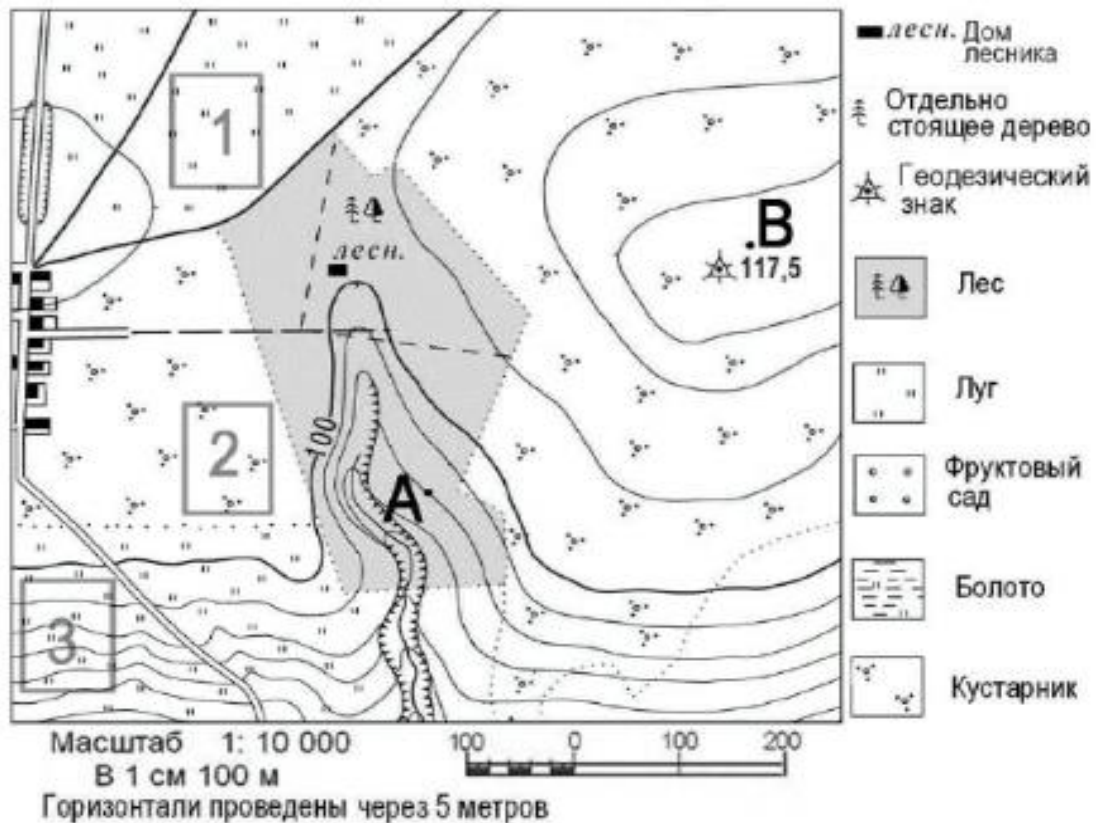 1
.В
117,5
лесн.
100
2
А.
3
лесн. Дом
лесника
Отдельно
стоящее дерево
Геодезический
знак
Лес
Луг
Фруктовый
сад
Болото
Кустарник
Масштаб 1: 10 000
В 1 см 100 м
Горизонтали проведены через 5 метров
100 0 100 200